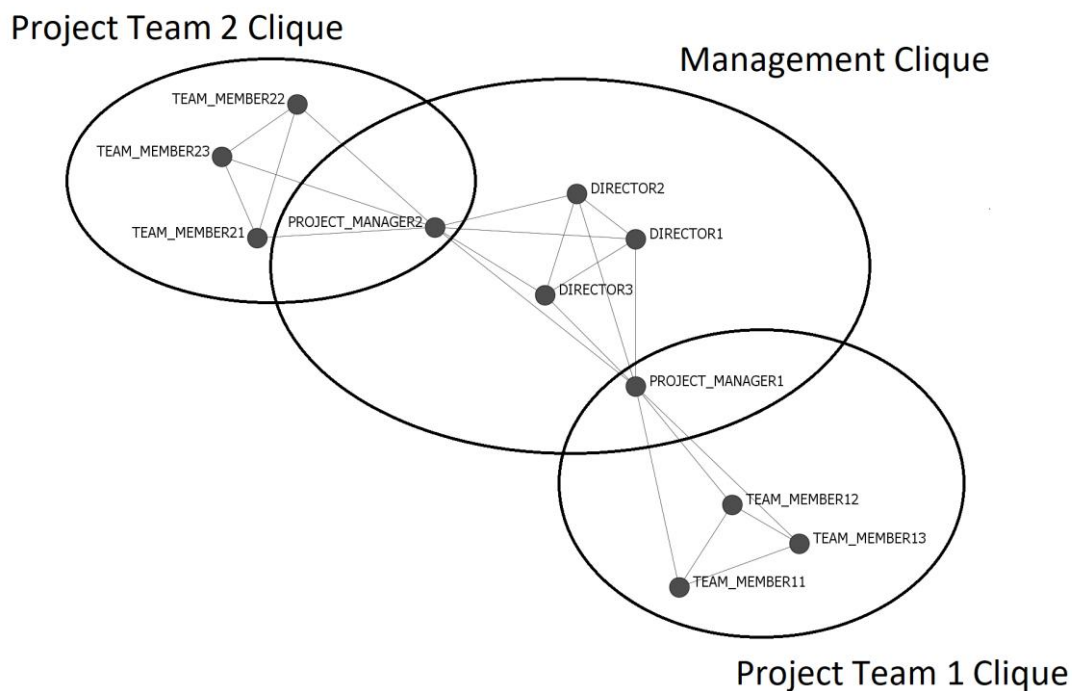 Project Team 2 Clique
Management Clique
TEAM_MEMBER22
TEAM_MEMBER23
DIRECTOR2
PROJECT_MANAGER2
TEAM_MEMBER21
DIRECTOR1
DIRECTOR3
PROJECT_MANAGER1
TEAM_MEMBER12
TEAM_MEMBER13
TEAM_MEMBER11
Project Team 1 Clique